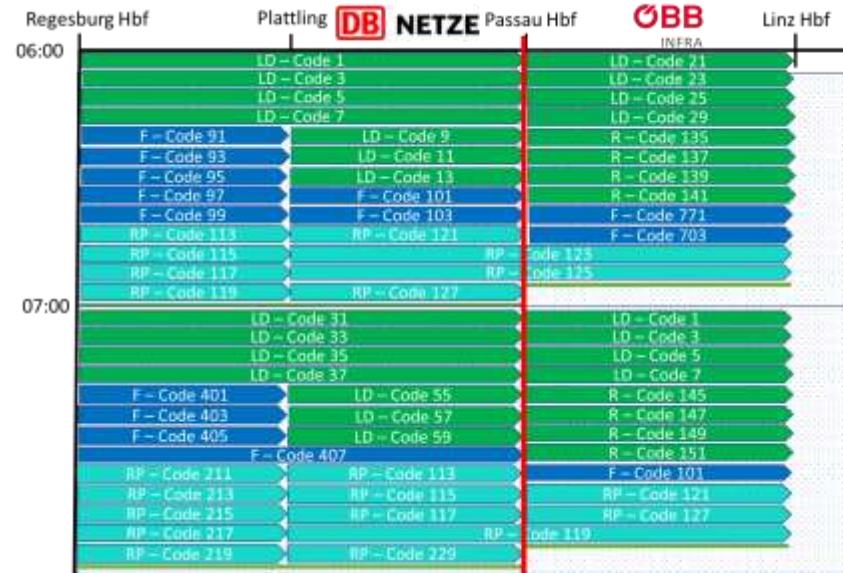 Regesburg Hbf Plattling DB NETZE Passau Hbf ÖBB Linz Hbf
INFRA
06:00
LD – Code 1 LD – Code 21
LD – Code 3 LD – Code 23
LD – Code 5 LD – Code 25
LD – Code 7 LD – Code 29
F – Code 91 LD – Code 9 R – Code 135
F – Code 93 LD – Code 11 R – Code 137
F – Code 95 LD – Code 13 R – Code 139
F – Code 97 F – Code 101 R – Code 141
F – Code 99 F – Code 103 F – Code 771
RP – Code 113 RP – Code 121 F – Code 703
RP – Code 115 RP – Code 123
RP – Code 117 RP – Code 125
RP – Code 119 RP – Code 127
07:00
LD – Code 31 LD – Code 1
LD – Code 33 LD – Code 3
LD – Code 35 LD – Code 5
LD – Code 37 LD – Code 7
F – Code 401 LD – Code 55 R – Code 145
F – Code 403 LD – Code 57 R – Code 147
F – Code 405 LD – Code 59 R – Code 149
F – Code 407 R – Code 151
RP – Code 211 RP – Code 113 F – Code 101
RP – Code 213 RP – Code 115 RP – Code 121
RP – Code 215 RP – Code 117 RP – Code 127
RP – Code 217 RP – Code 119
RP – Code 219 RP – Code 229